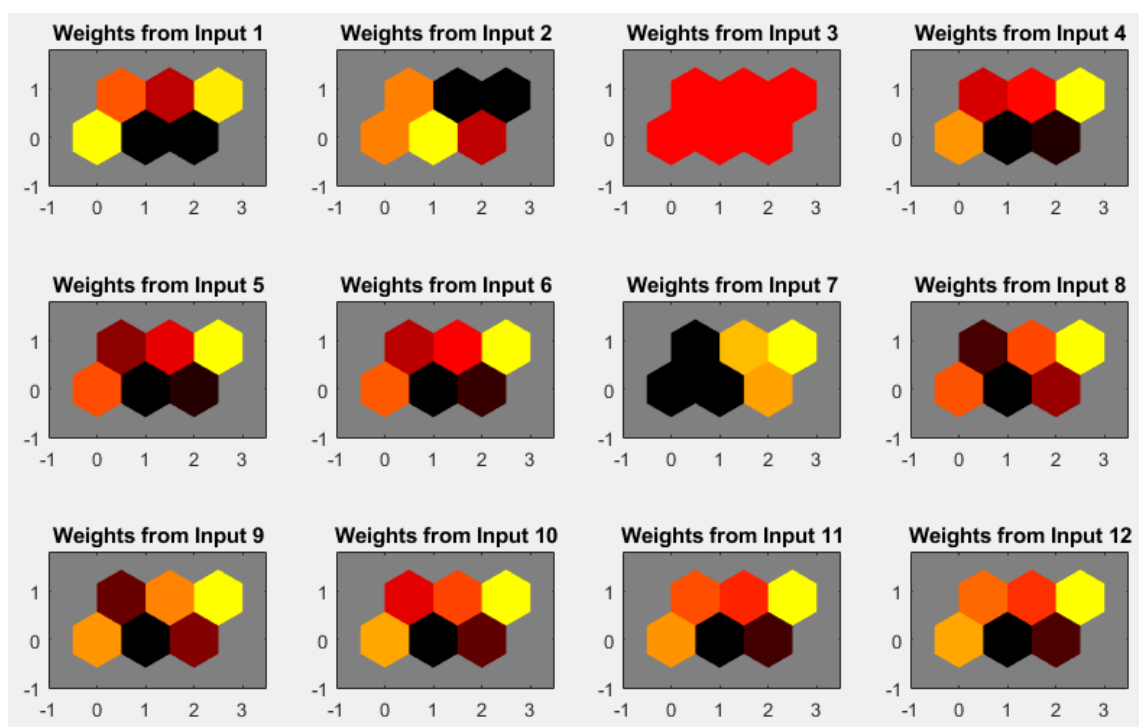 Weights from Input 1
Weights from Input 2
Weights from Input 3
Weights from Input 4
1
0
-1
-1 0 1 2 3
1
0
-1
-1 0 1 2 3
1
0
-1
-1 0 1 2 3
1
0
-1
-1 0 1 2 3
Weights from Input 5
Weights from Input 6
Weights from Input 7
Weights from Input 8
1
0
-1
-1 0 1 2 3
1
0
-1
-1 0 1 2 3
1
0
-1
-1 0 1 2 3
1
0
-1
-1 0 1 2 3
Weights from Input 9
Weights from Input 10
Weights from Input 11
Weights from Input 12
1
0
-1
-1 0 1 2 3
1
0
-1
-1 0 1 2 3
1
0
-1
-1 0 1 2 3
1
0
-1
-1 0 1 2 3